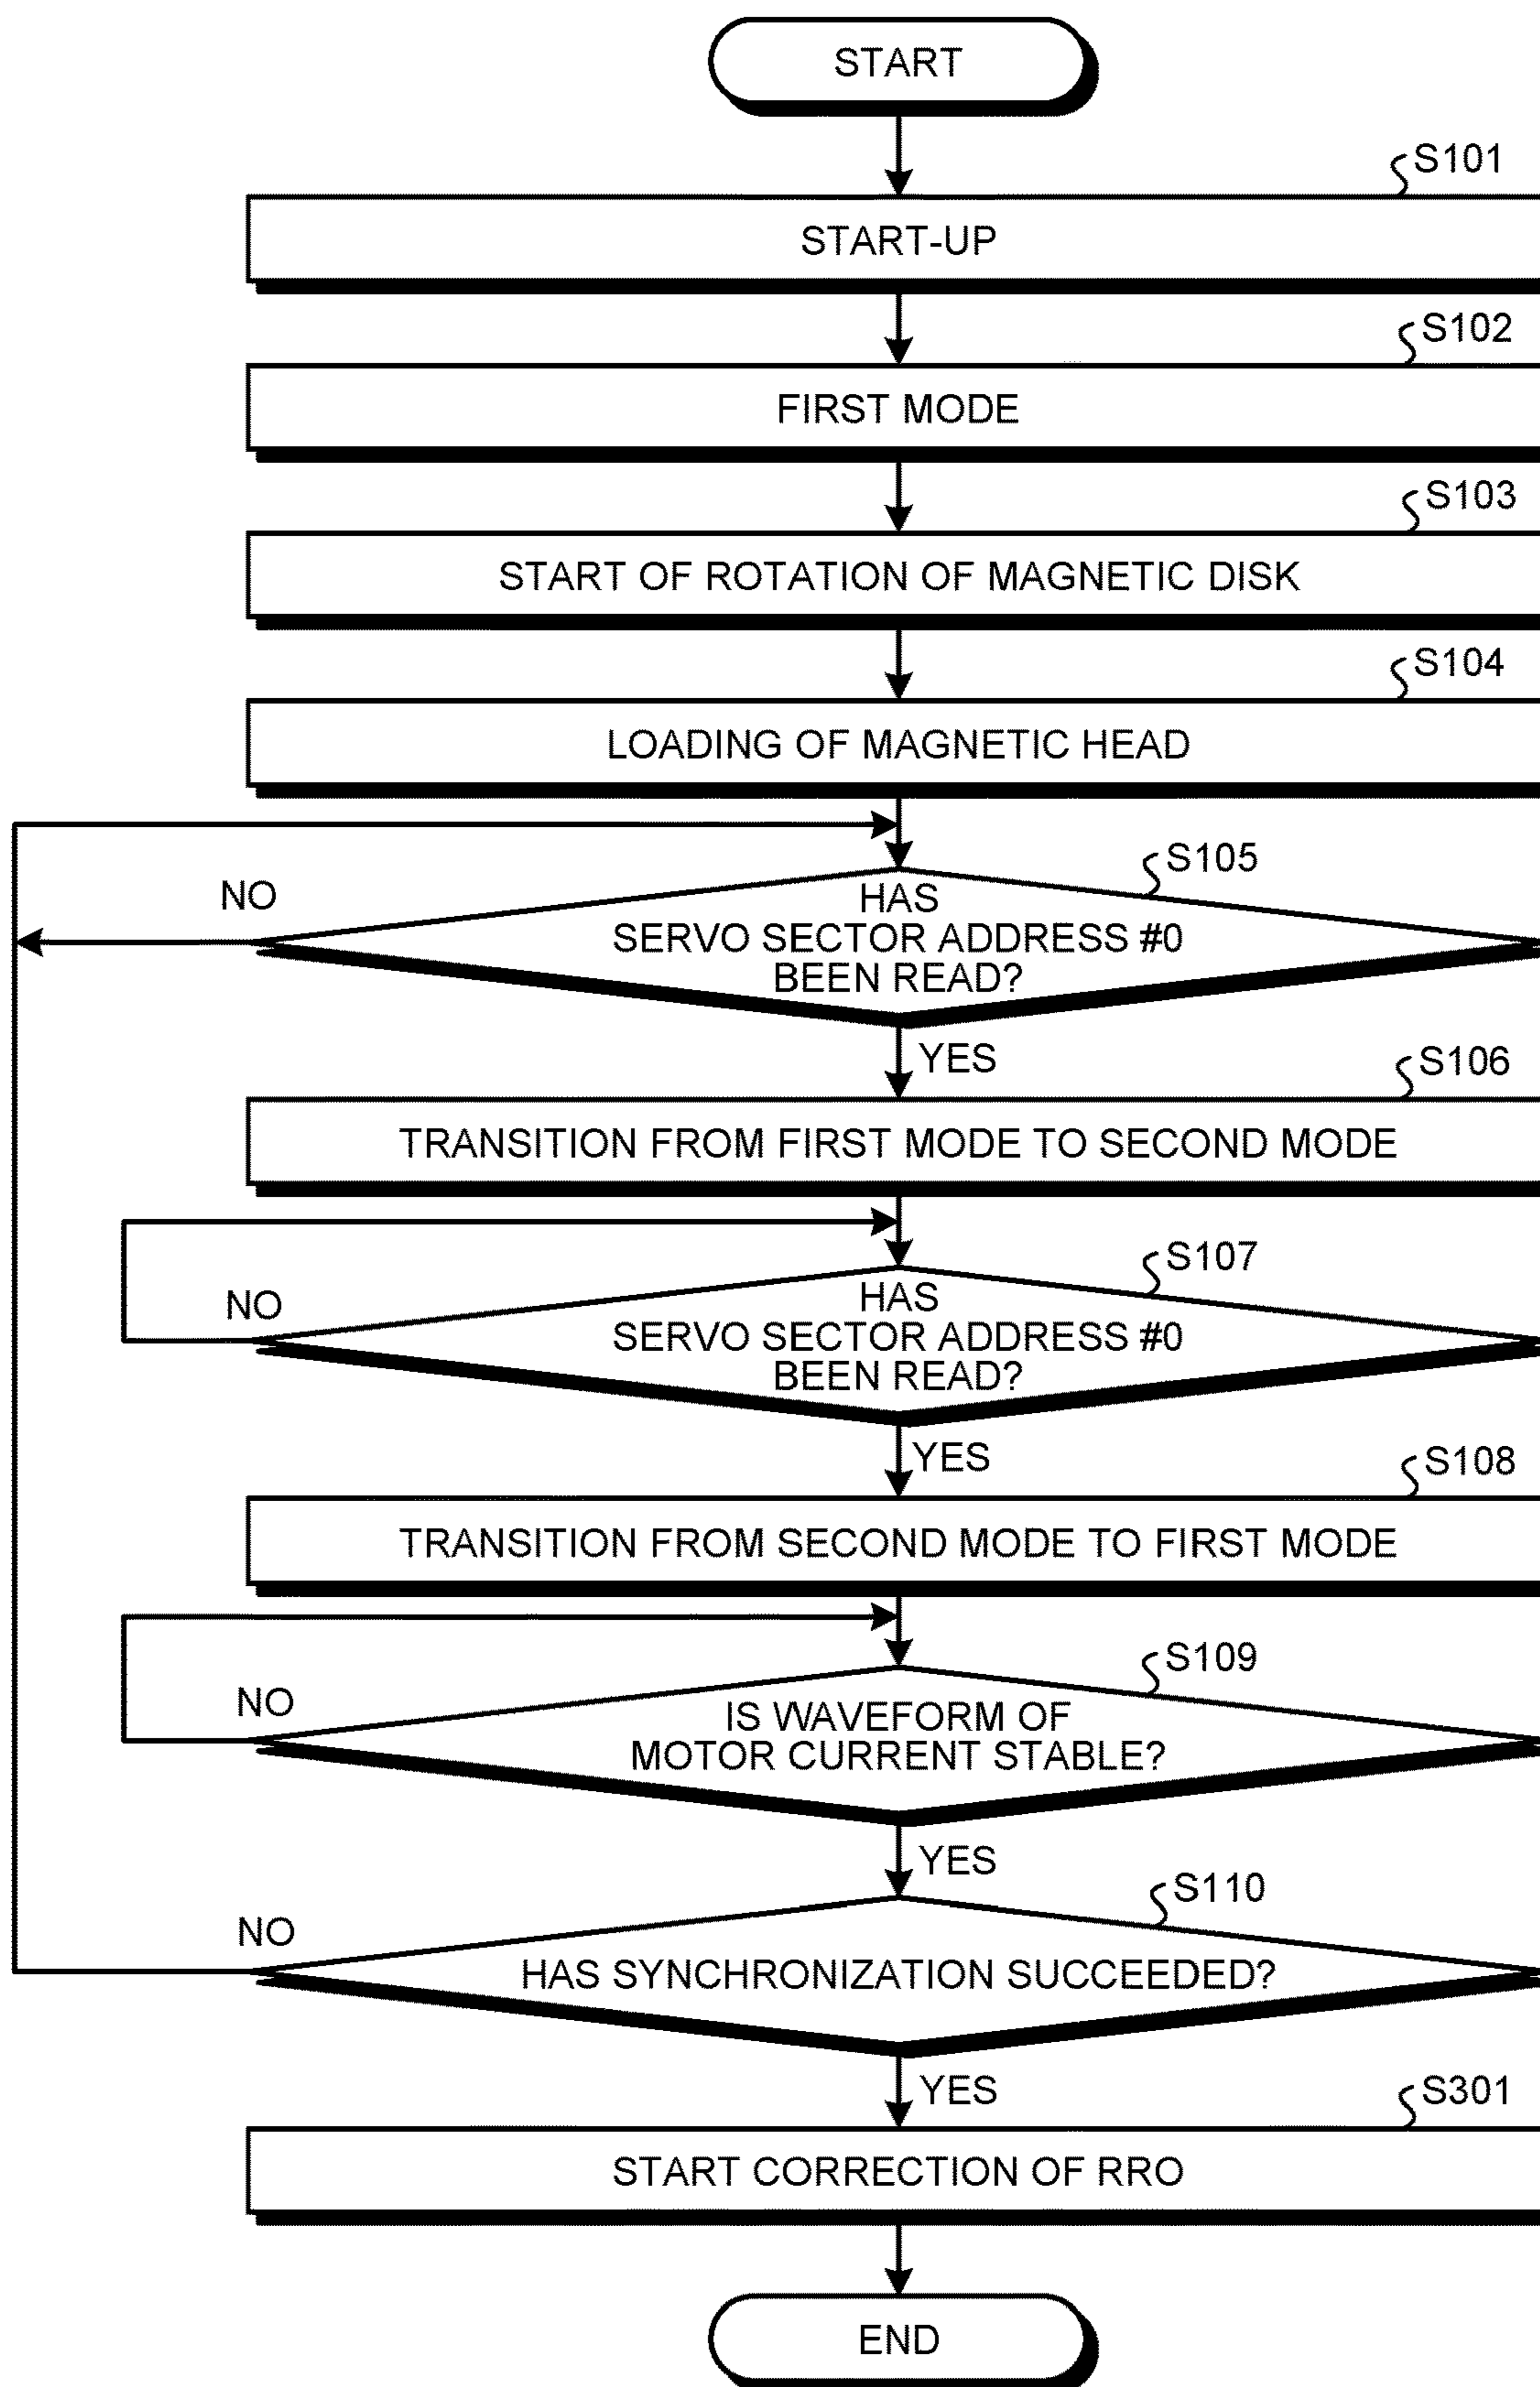 START
S101
START-UP
S102
FIRST MODE
S103
START OF ROTATION OF MAGNETIC DISK
S104
LOADING OF MAGNETIC HEAD
S105
NO
HAS
SERVO SECTOR ADDRESS #0
BEEN READ?
YES
S106
TRANSITION FROM FIRST MODE TO SECOND MODE
S107
NO
HAS
SERVO SECTOR ADDRESS #0
BEEN READ?
YES
S108
TRANSITION FROM SECOND MODE TO FIRST MODE
S109
NO
IS WAVEFORM OF
MOTOR CURRENT STABLE?
YES
S110
NO
HAS SYNCHRONIZATION SUCCEEDED?
YES
S301
START CORRECTION OF RRO
END